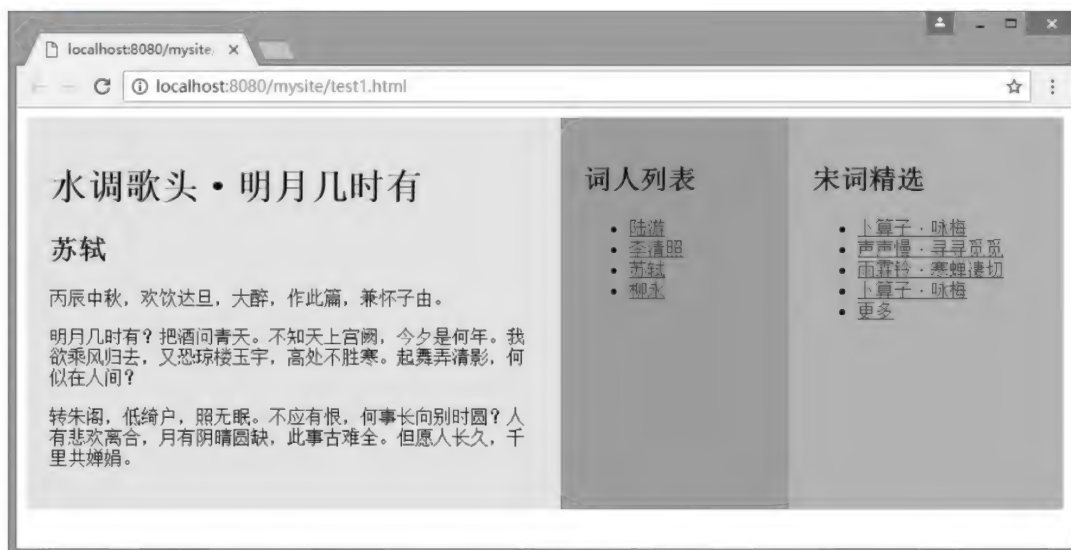 localhost:8080/mysite/
localhost:8080/mysite/test1.html
水调歌头·明月几时有
苏轼
丙辰中秋，欢饮达旦，大醉，作此篇，兼怀子由。
明月几时有？把酒问青天。不知天上宫阙，今夕是何年。我
欲乘风归去，又恐琼楼玉宇，高处不胜寒。起舞弄清影，何
似在人间？
转朱阁，低绮户，照无眠。不应有恨，何事长向别时圆？人
有悲欢离合，月有阴晴圆缺，此事古难全。但愿人长久，千
里共婵娟。
词人列表
陆游
李清照
苏轼
柳永
宋词精选
卜算子·咏梅
声声慢·寻寻觅觅
雨霖铃·寒蝉凄切
卜算子·咏梅
更多